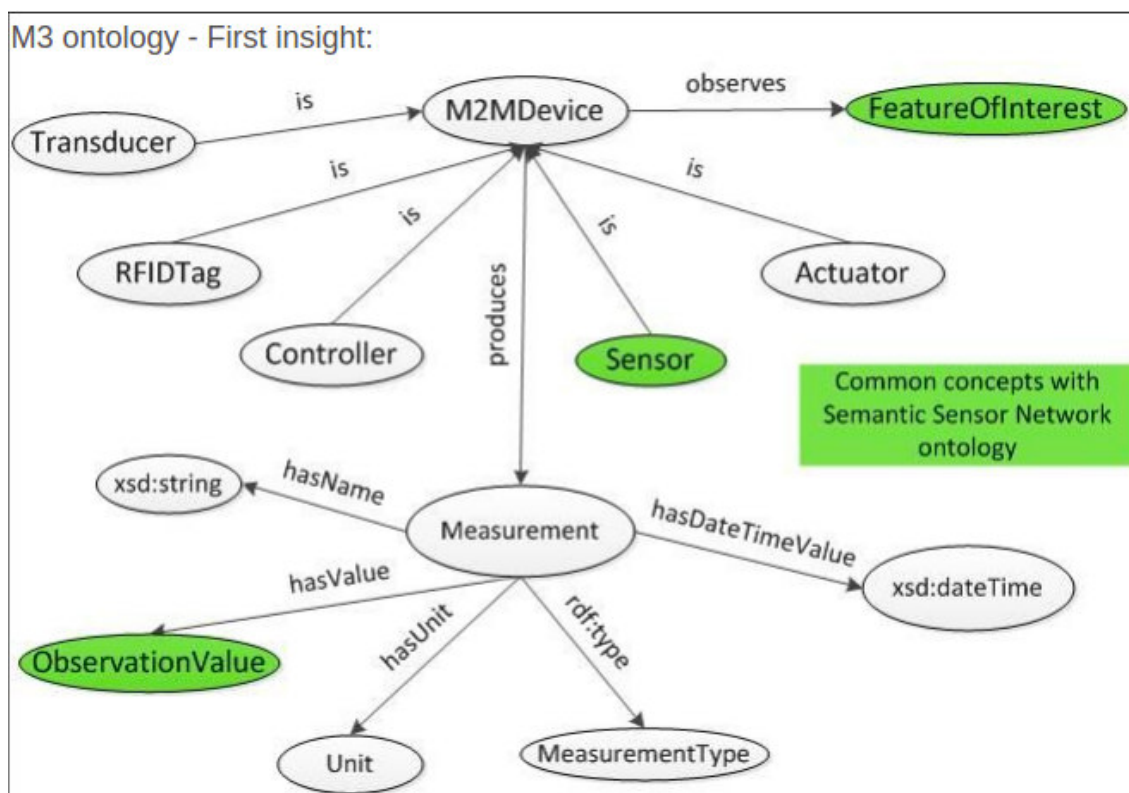 M3 ontology - First insight:
is
M2MDevice
observes
FeatureOfInterest
Transducer
is
is
is
is
RFIDTag
Actuator
produces
Controller
Sensor
Common concepts with
Semantic Sensor Network
ontology
xsd:string
hasName
Measurement
hasDateTimeValue
xsd:dateTime
hasValue
hasUnit
rdf:type
ObservationValue
Unit
MeasurementType